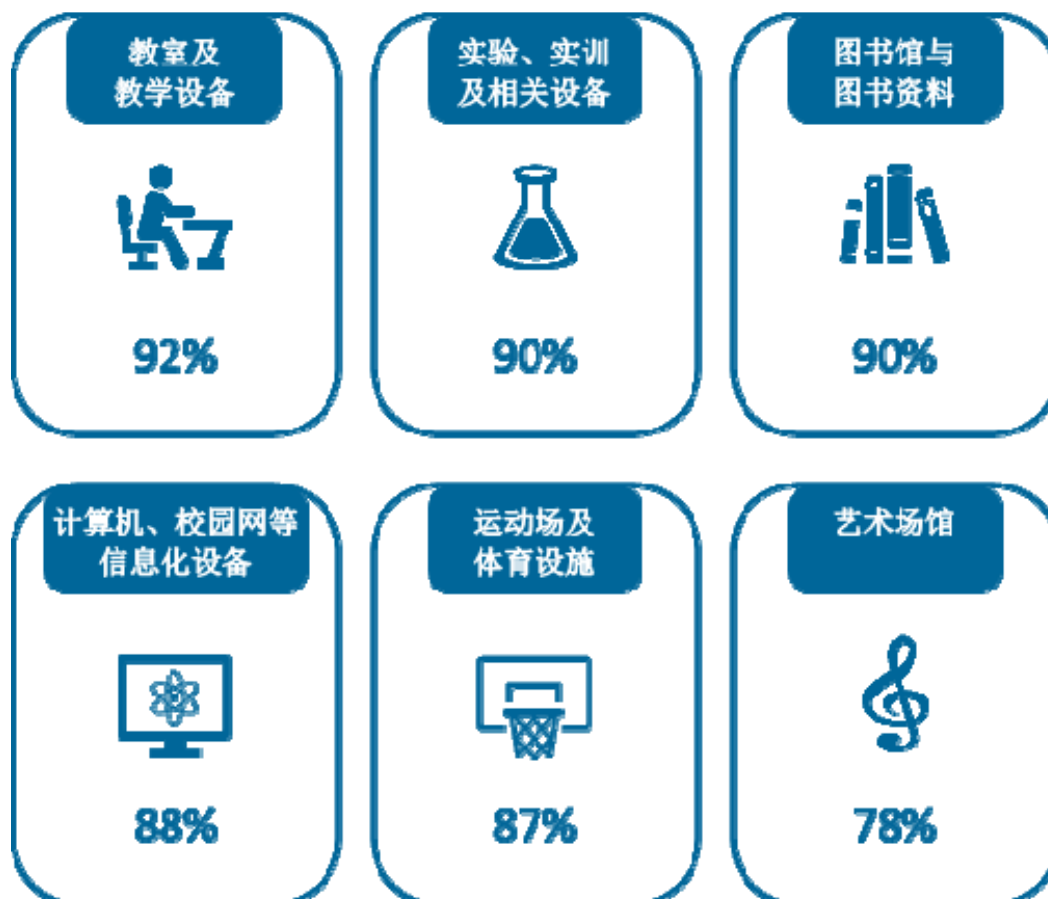 教室及
教学设备
92%
实验、实训
及相关设备
90%
图书馆与
图书资料
90%
计算机、校园网等
信息化设备
88%
运动场及
体育设施
87%
艺术场馆
78%